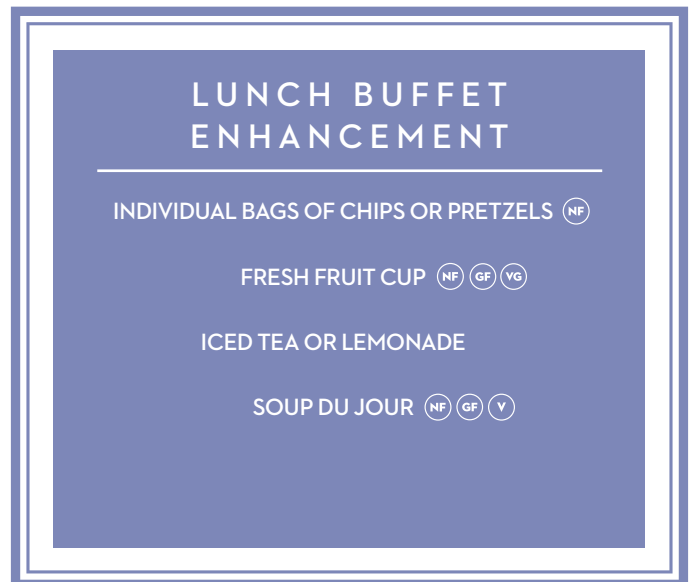 LUNCH BUFFET
ENHANCEMENT
INDIVIDUAL BAGS OF CHIPS OR PRETZELS NF
FRESH FRUIT CUP NF GF VG
ICED TEA OR LEMONADE
SOUP DU JOUR NF GF V